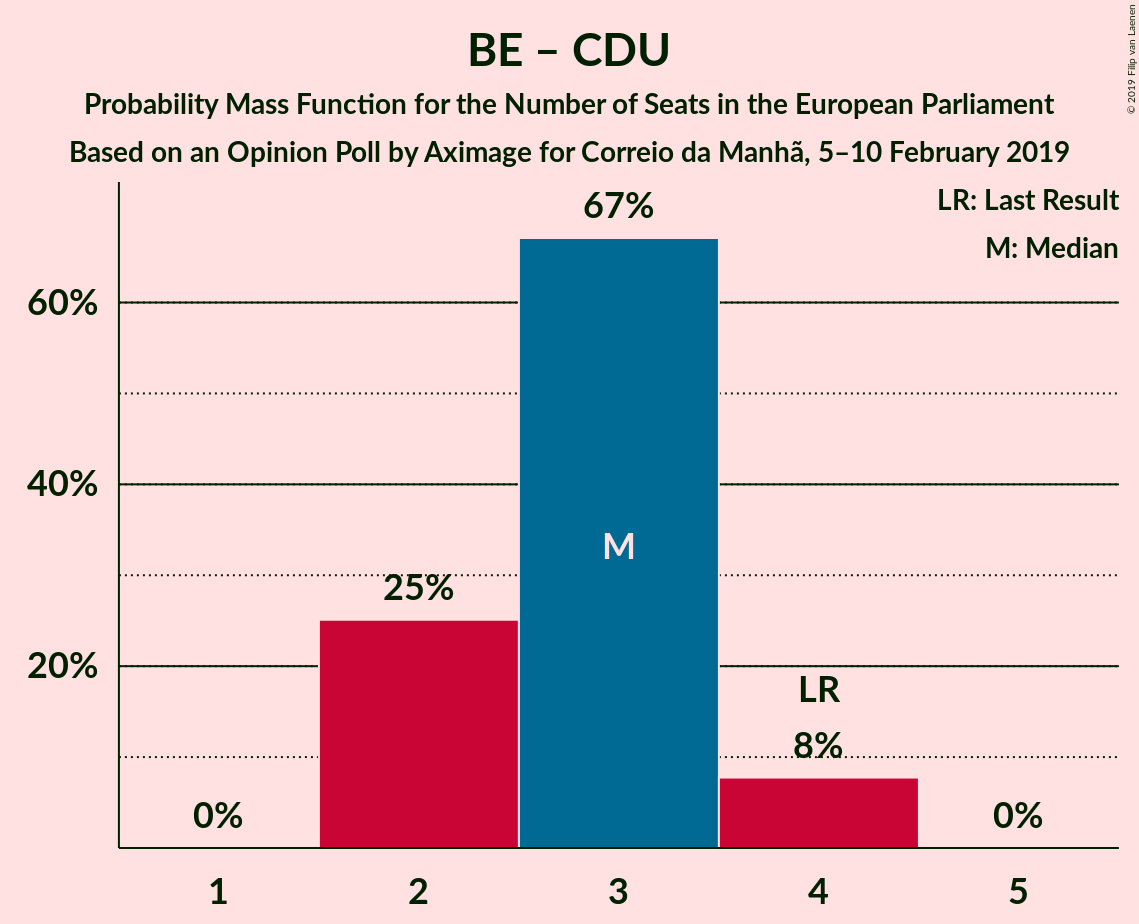 BE – CDU
Probability Mass Function for the Number of Seats in the European Parliament
Based on an Opinion Poll by Aximage for Correio da Manhã, 5–10 February 2019
© 2019 Filip van Laenen
LR: Last Result
M: Median
67%
60%
40%
M
25%
20%
LR
8%
0%
0%
1 2 3 4 5